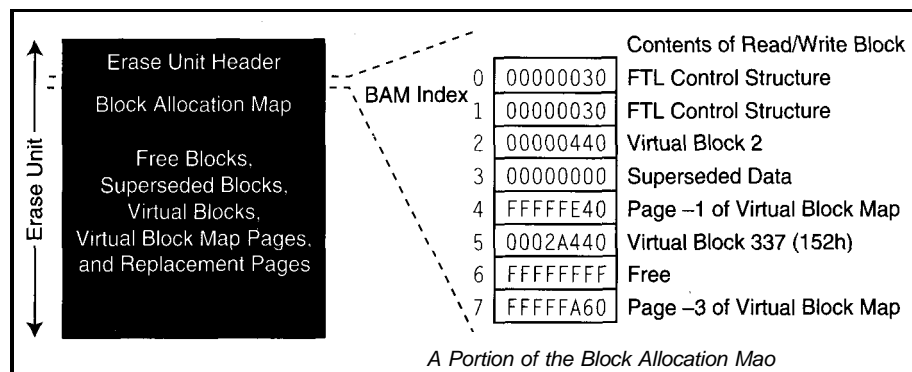 Erase Unit
Erase Unit Header
Block Allocation Map
Free Blocks,
Superseded Blocks,
Virtual Blocks,
Virtual Block Map Pages,
and Replacement Pages
BAM Index
Contents of Read/Write Block
0 00000030 FTL Control Structure
1 00000030 FTL Control Structure
2 00000440 Virtual Block 2
3 00000000 Superseded Data
4 FFFFFE40 Page –1 of Virtual Block Map
5 0002A440 Virtual Block 337 (152h)
6 FFFFFFFF Free
7 FFFFFA60 Page –3 of Virtual Block Map
A Portion of the Block Allocation Mao